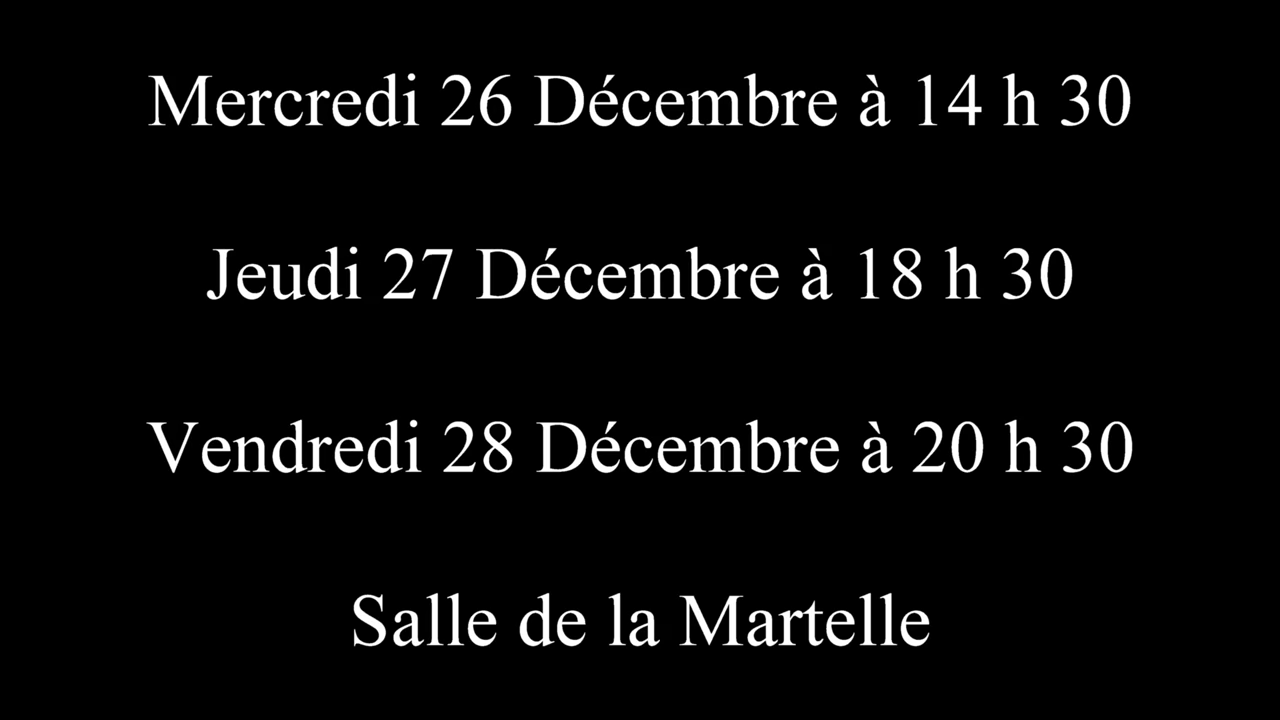 Mercredi 26 Décembre à 14 h 30
Jeudi 27 Décembre à 18 h 30
Vendredi 28 Décembre à 20 h 30
Salle de la Martelle